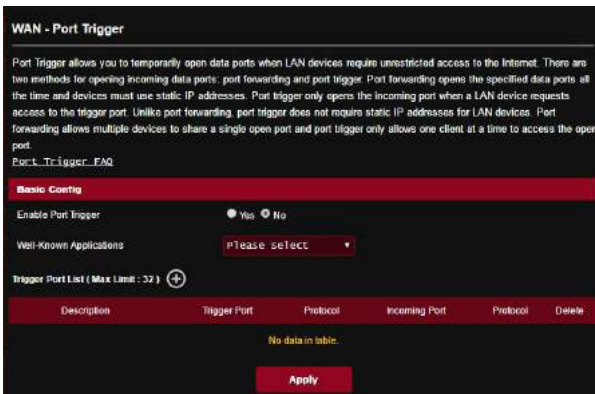 WAN - Port Trigger
Port Trigger allows you to temporarily open data ports when LAN devices require unrestricted access to the Internet. There are
two methods for opening incoming data ports: port forwarding and port trigger. Port forwarding opens the specified data ports all
the time and devices must use static IP addresses. Port trigger only opens the incoming port when a LAN device requests
access to the trigger port. Unlike port forwarding, port trigger does not require static IP addresses for LAN devices. Port
forwarding allows multiple devices to share a single open port and port trigger only allows one client at a time to access the open
port.
Port Trigger FAQ
Basic Config
Enable Port Trigger Yes No
Well-Known Applications Please select
Trigger Port List ( Max Limit : 32 )
Description Trigger Port Protocol Incoming Port Protocol Delete
No data in table.
Apply